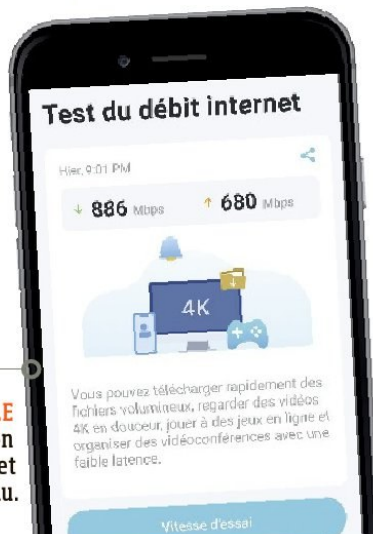 Test du débit internet
Hier, 9:01 PM
↓ 886 Mbps ↑ 680 Mbps
4K
Vous pouvez télécharger rapidement des
fichiers volumineux, regarder des vidéos
4K en douceur, jouer à des jeux en ligne et
organiser des vidéoconférences avec une
faible latence.
Vitesse d'essai
E
n
et
u.